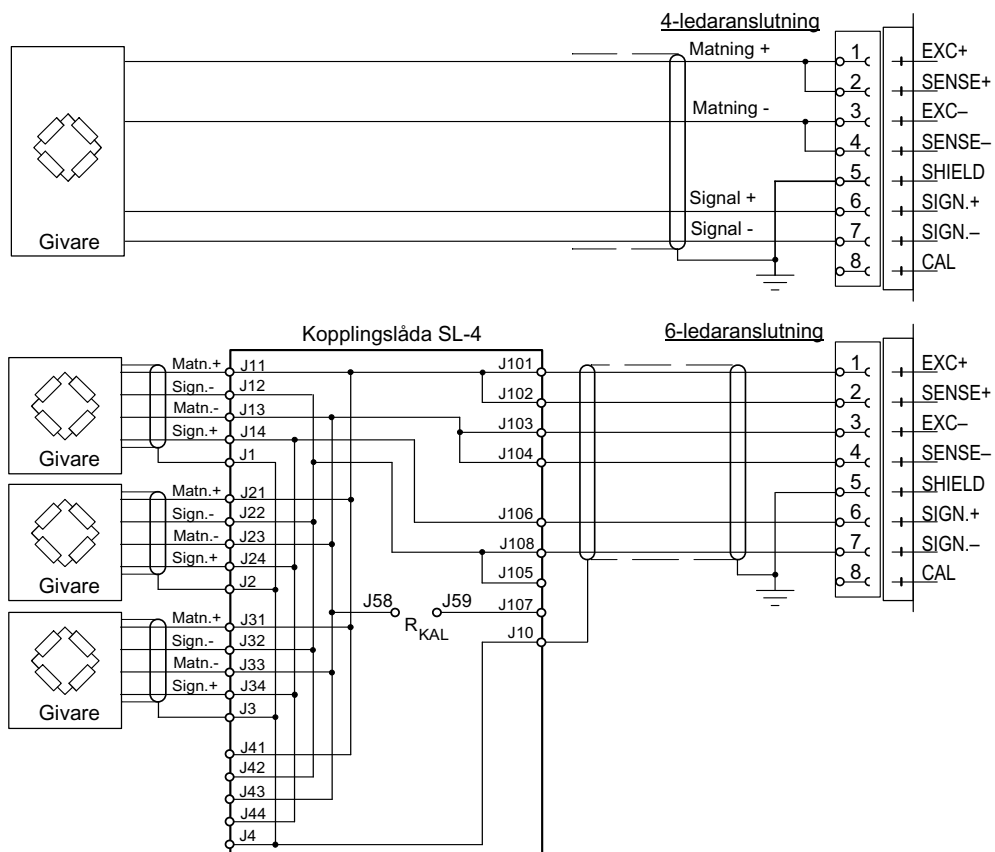 4-ledaranslutning
Matning +
1 EXC+
2 SENSE+
Matning -
3 EXC–
4 SENSE–
5 SHIELD
Signal +
6 SIGN.+
Signal -
7 SIGN.–
8 CAL
Givare
Kopplingslåda SL-4
6-ledaranslutning
Matn.+ J11
Sign.- J12
Matn.- J13
Sign.+ J14
J1
Givare
Matn.+ J21
Sign.- J22
Matn.- J23
Sign.+ J24
J2
Givare
Matn.+ J31
Sign.- J32
Matn.- J33
Sign.+ J34
J3
Givare
J41
J42
J43
J44
J4
J58 J59
RKAL
J101
J102
J103
J104
J106
J108
J105
J107
J10
1 EXC+
2 SENSE+
3 EXC–
4 SENSE–
5 SHIELD
6 SIGN.+
7 SIGN.–
8 CAL